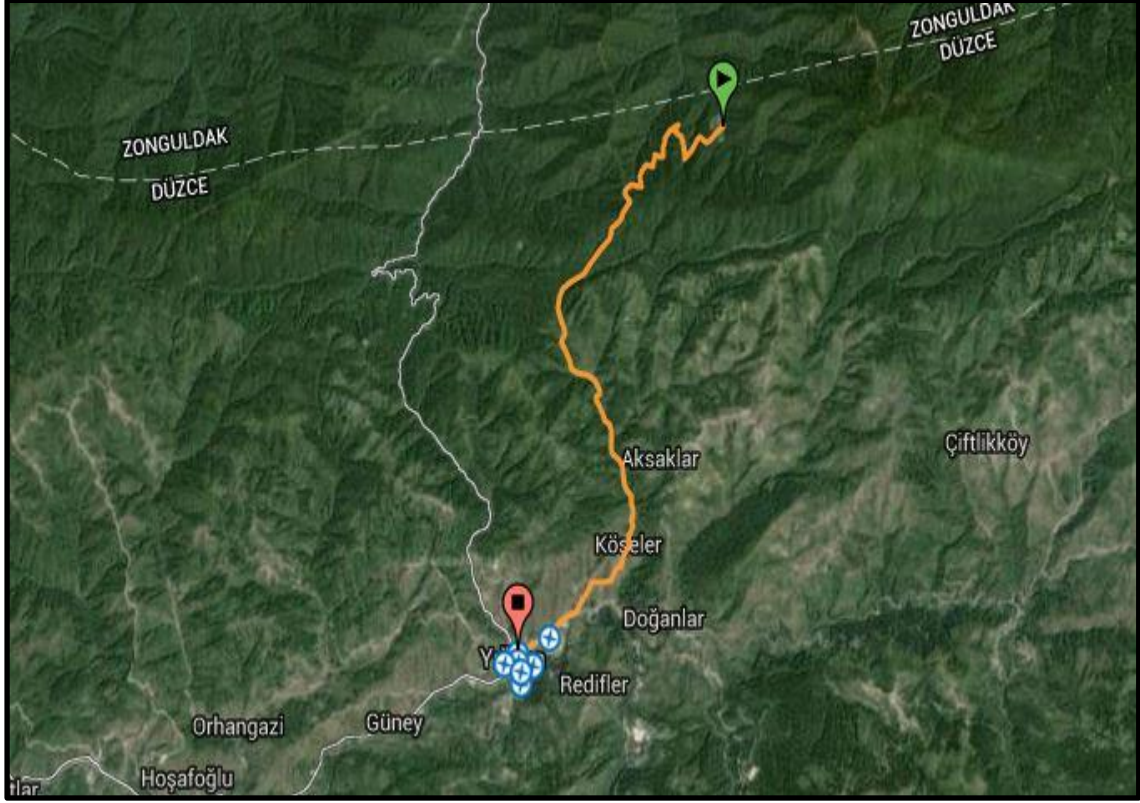 ZONGULDAK
DÜZCE
ZONGULDAK
DÜZCE
Aksaklar
Çiftlikköy
Köseler
Doğanlar
Redifler
Güney
Orhangazi
Hoşafoğlu